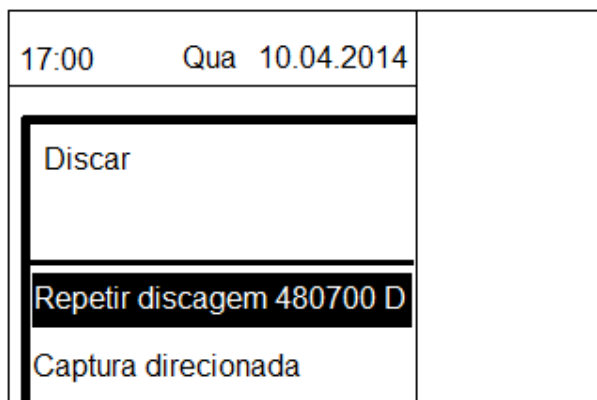 17:00 Qua 10.04.2014
Discar
Repetir discagem 480700 D
Captura direcionada